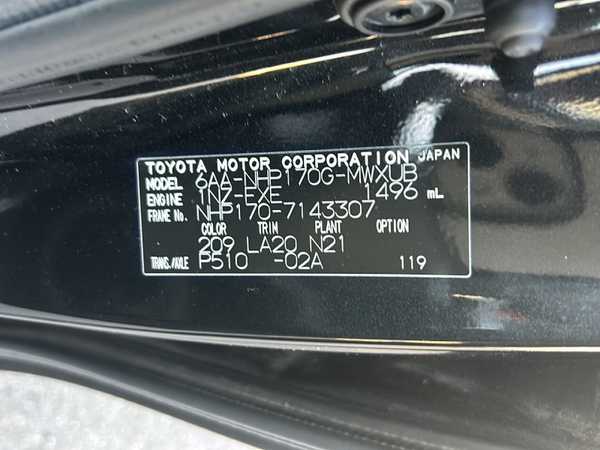 TOYOTA MOTOR CORPORATION JAPAN
MODEL 6AA-NHP170G-MWXUB
ENGINE 1NZ-FXE 1496 mL
FRAME No. NHP170-7143307
COLOR TRIM PLANT OPTION
209 LA20 N21
TRANS./AXLE P510 -02A 119